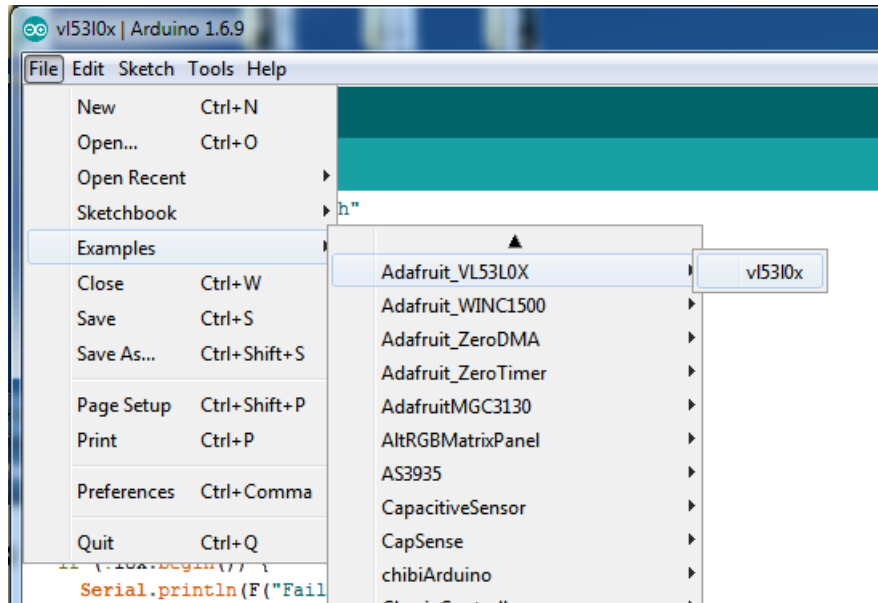 vl53l0x | Arduino 1.6.9
File Edit Sketch Tools Help
New Ctrl+N
Open... Ctrl+O
Open Recent
Sketchbook
h"
Examples
Close Ctrl+W
Save Ctrl+S
Save As... Ctrl+Shift+S
Page Setup Ctrl+Shift+P
Print Ctrl+P
Preferences Ctrl+Comma
Quit Ctrl+Q
Adafruit_VL53L0X
Adafruit_WINC1500
Adafruit_ZeroDMA
Adafruit_ZeroTimer
AdafruitMGC3130
AltRGBMatrixPanel
AS3935
CapacitiveSensor
CapSense
chibiArduino
vl53l0x
Serial.println(F("Fail